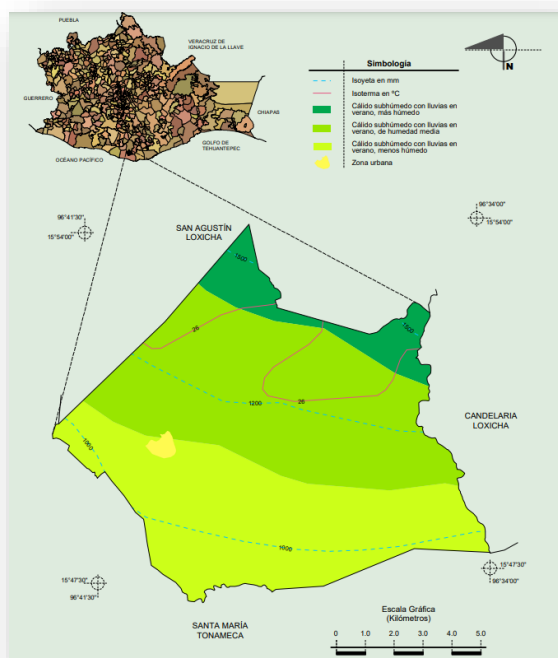 PUEBLA
VERACRUZ DE
IGNACIO DE LA LLAVE
GUERRERO
CHIAPAS
GOLFO DE
TEHUANTEPEC
OCÉANO PACÍFICO
N
Simbología
Isoyeta en mm
Isoterma en ºC
Cálido subhúmedo con lluvias en
verano, más húmedo
Cálido subhúmedo con lluvias en
verano, de humedad media
Cálido subhúmedo con lluvias en
verano, menos húmedo
Zona urbana
96°41'30"
15°54'00"
96°34'00"
15°54'00"
SAN AGUSTÍN
LOXICHA
1500
1500
26
26
1200
CANDELARIA
LOXICHA
1000
1000
15°47'30"
96°41'30"
15°47'30"
96°34'00"
SANTA MARÍA
TONAMECA
Escala Gráfica
(Kilómetros)
0 1.0 2.0 3.0 4.0 5.0